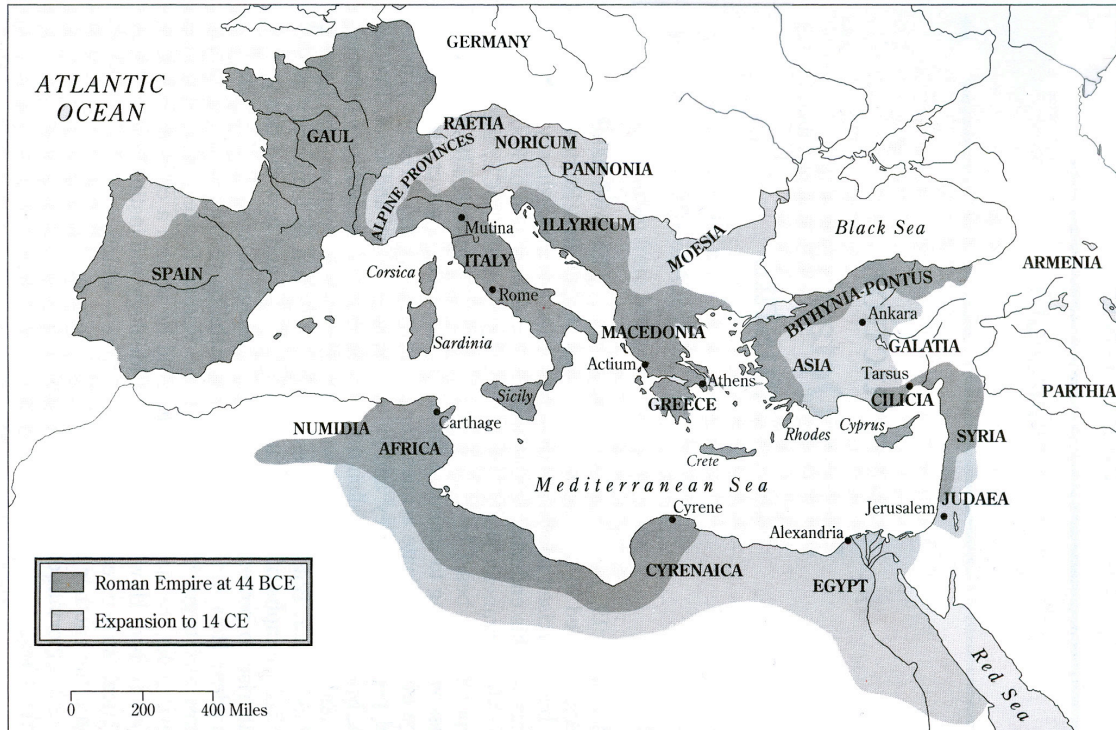 GERMANY
ATLANTIC
OCEAN
GAUL
RAETIA
NORICUM
PANNONIA
ALPINE PROVINCES
Mutina
ILLYRICUM
MOESIA
Black Sea
ARMENIA
SPAIN
Corsica
ITALY
Rome
BITHYNIA-PONTUS
Ankara
Sardinia
MACEDONIA
GALATIA
ASIA
Actium
Athens
Tarsus
CILICIA
PARTHIA
Sicily
GREECE
Carthage
Rhodes
Cyprus
NUMIDIA
AFRICA
SYRIA
Crete
Mediterranean Sea
Cyrene
Jerusalem
JUDAEA
Alexandria
CYRENAICA
EGYPT
Roman Empire at 44 BCE
Expansion to 14 CE
Red Sea
0 200 400 Miles